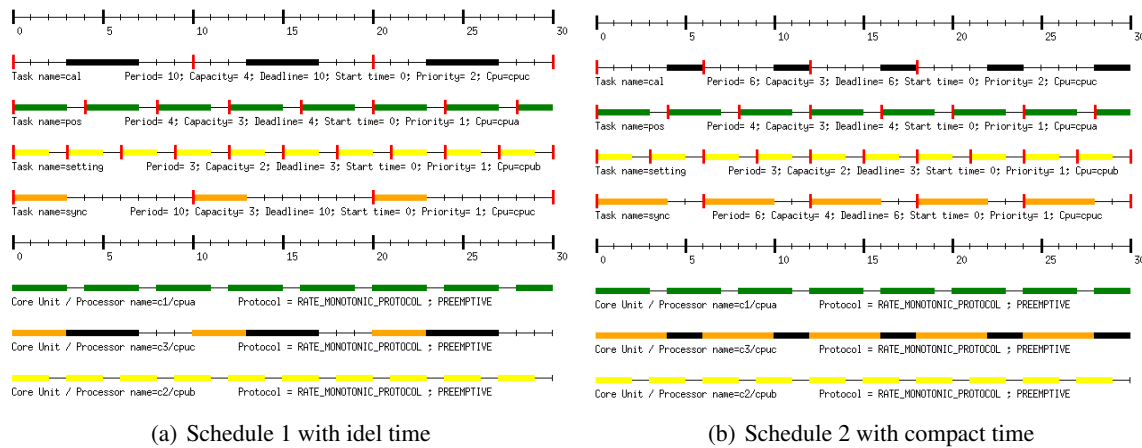 0 5 10 15 20 25 30
Task name=cal Period= 10; Capacity= 4; Deadline= 10; Start time= 0; Priority= 2; Cpu=cpuc
Task name=pos Period= 4; Capacity= 3; Deadline= 4; Start time= 0; Priority= 1; Cpu=cpua
Task name=setting Period= 3; Capacity= 2; Deadline= 3; Start time= 0; Priority= 1; Cpu=cpub
Task name=sync Period= 10; Capacity= 3; Deadline= 10; Start time= 0; Priority= 1; Cpu=cpuc
0 5 10 15 20 25 30
Core Unit / Processor name=c1/cpua Protocol = RATE_MONOTONIC_PROTOCOL ; PREEMPTIVE
Core Unit / Processor name=c3/cpuc Protocol = RATE_MONOTONIC_PROTOCOL ; PREEMPTIVE
Core Unit / Processor name=c2/cpub Protocol = RATE_MONOTONIC_PROTOCOL ; PREEMPTIVE
(a) Schedule 1 with idel time
0 5 10 15 20 25 30
Task name=cal Period= 6; Capacity= 3; Deadline= 6; Start time= 0; Priority= 2; Cpu=cpuc
Task name=pos Period= 4; Capacity= 3; Deadline= 4; Start time= 0; Priority= 1; Cpu=cpua
Task name=setting Period= 3; Capacity= 2; Deadline= 3; Start time= 0; Priority= 1; Cpu=cpub
Task name=sync Period= 6; Capacity= 4; Deadline= 6; Start time= 0; Priority= 1; Cpu=cpuc
0 5 10 15 20 25 30
Core Unit / Processor name=c1/cpua Protocol = RATE_MONOTONIC_PROTOCOL ; PREEMPTIVE
Core Unit / Processor name=c3/cpuc Protocol = RATE_MONOTONIC_PROTOCOL ; PREEMPTIVE
Core Unit / Processor name=c2/cpub Protocol = RATE_MONOTONIC_PROTOCOL ; PREEMPTIVE
(b) Schedule 2 with compact time